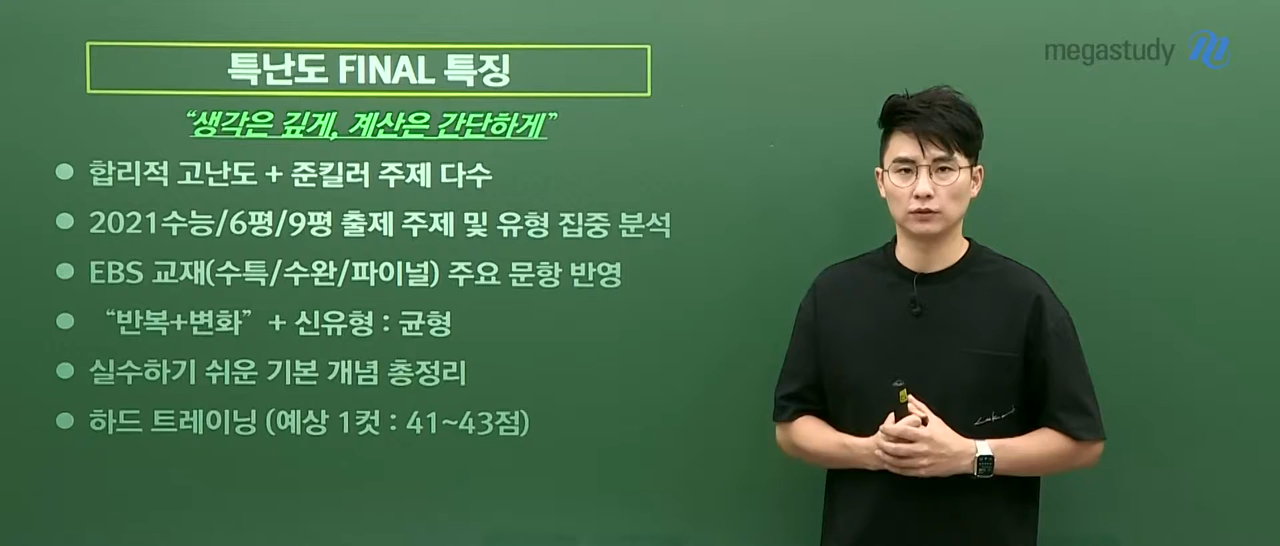 megastudy
특난도 FINAL 특징
“생각은 깊게, 계산은 간단하게”
● 합리적 고난도 + 준킬러 주제 다수
● 2021수능/6평/9평 출제 주제 및 유형 집중 분석
● EBS 교재(수특/수완/파이널) 주요 문항 반영
● “반복+변화” + 신유형 : 균형
● 실수하기 쉬운 기본 개념 총정리
● 하드 트레이닝 (예상 1컷 : 41~43점)